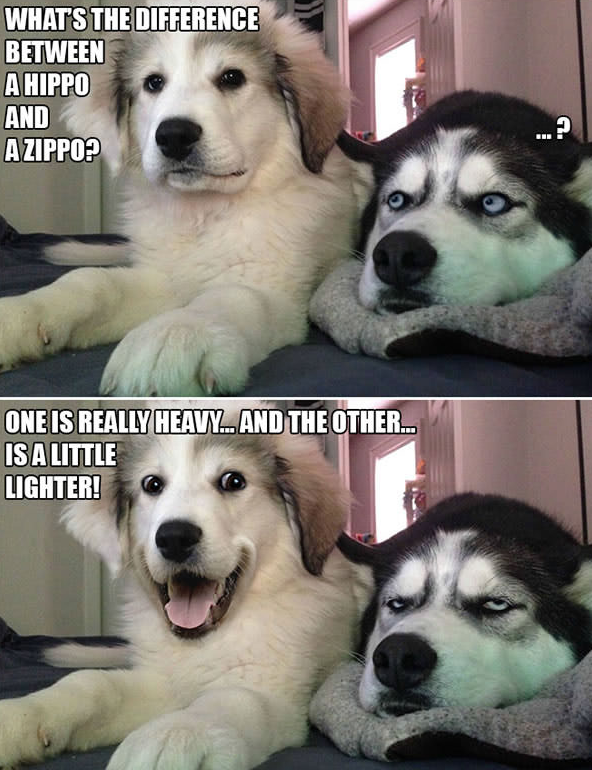 WHAT'S THE DIFFERENCE
BETWEEN
A HIPPO
AND
A ZIPPO?
... ?
ONE IS REALLY HEAVY... AND THE OTHER...
IS A LITTLE
LIGHTER!